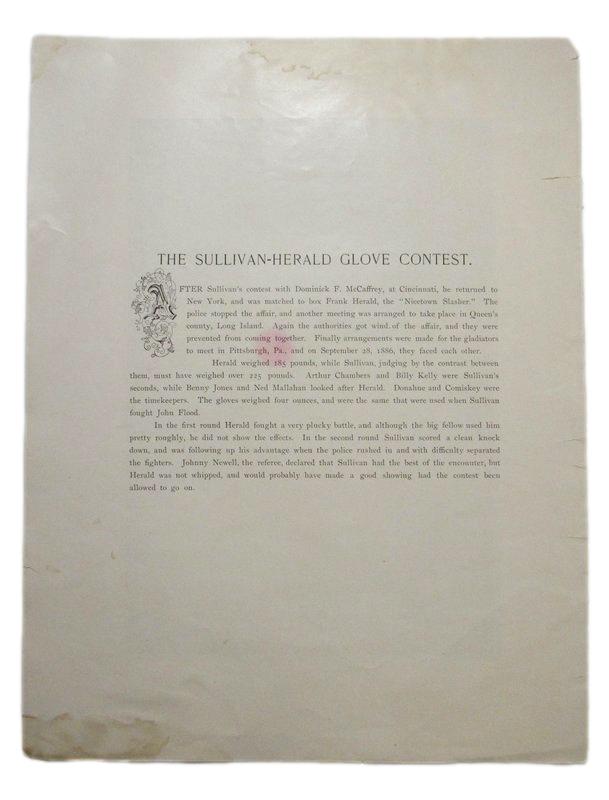 THE SULLIVAN-HERALD GLOVE CONTEST.
AFTER Sullivan's contest with Dominick F. McCaffrey, at Cincinnati, he returned to
New York, and was matched to box Frank Herald, the "Nicetown Slasher." The
police stopped the affair, and another meeting was arranged to take place in Queen's
county, Long Island. Again the authorities got wind of the affair, and they were
prevented from coming together. Finally arrangements were made for the gladiators
to meet in Pittsburgh, Pa., and on September 28, 1886, they faced each other.
Herald weighed 185 pounds, while Sullivan, judging by the contrast between
them, must have weighed over 225 pounds. Arthur Chambers and Billy Kelly were Sullivan's
seconds, while Benny Jones and Ned Mallahan looked after Herald. Donahue and Comiskey were
the timekeepers. The gloves weighed four ounces, and were the same that were used when Sullivan
fought John Flood.
In the first round Herald fought a very plucky battle, and although the big fellow used him
pretty roughly, he did not show the effects. In the second round Sullivan scored a clean knock
down, and was following up his advantage when the police rushed in and with difficulty separated
the fighters. Johnny Newell, the referee, declared that Sullivan had the best of the encounter, but
Herald was not whipped, and would probably have made a good showing had the contest been
allowed to go on.